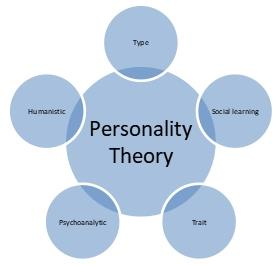 Type
Humanistic
Social learning
Personality
Theory
Psychoanalytic
Trait